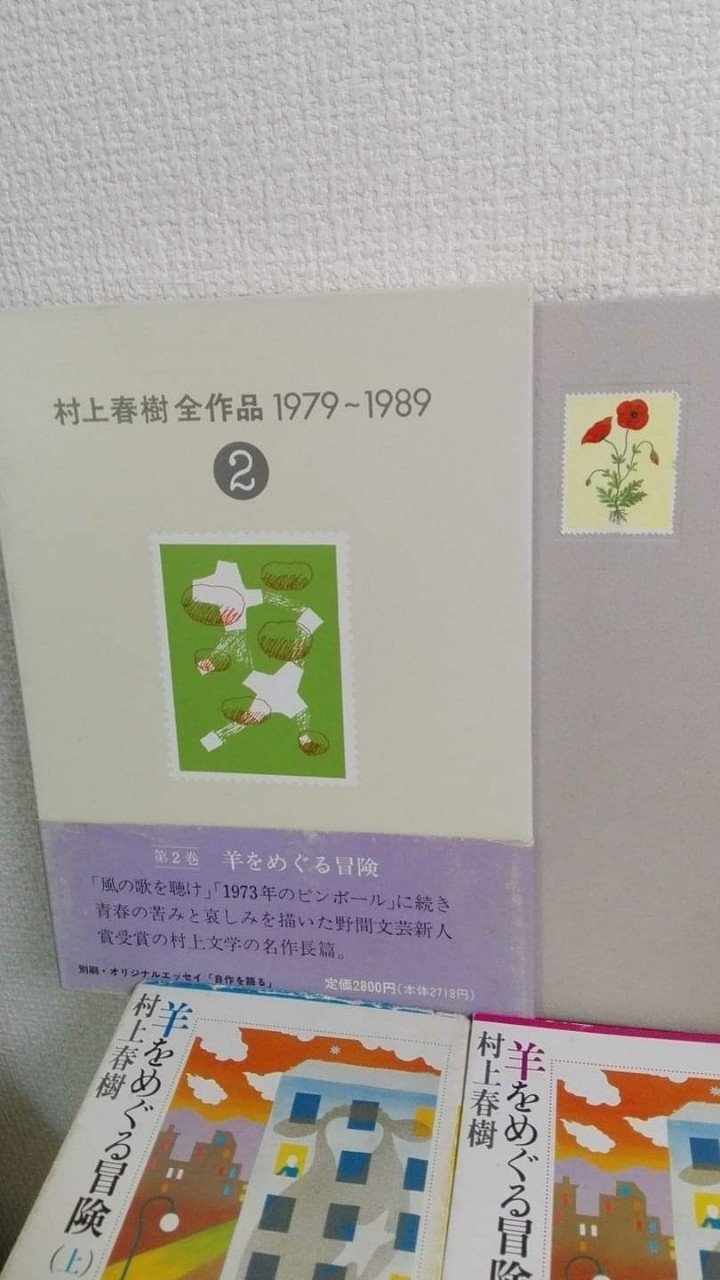 村上春樹 全作品 1979~1989
2
第2巻 羊をめぐる冒険
「風の歌を聴け」「1973年のピンボール」に続き
青春の苦みと哀しみを描いた野間文芸新人
賞受賞の村上文学の名作長篇。
別刷・オリジナルエッセイ「自作を語る」
定価2800円(本体2718円)
羊をめぐる冒険(上)
村上春樹
羊をめぐる冒険
村上春樹